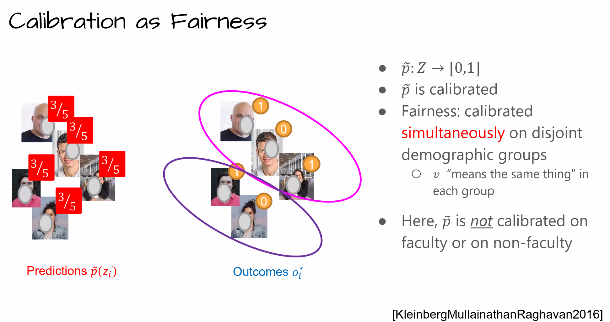 Calibration as Fairness
3/5
3/5
3/5
3/5
3/5
Predictions p̃(zᵢ)
1
0
1
1
0
Outcomes oᵢ*
● p̃: Z → [0,1]
● p̃ is calibrated
● Fairness: calibrated
simultaneously on disjoint
demographic groups
○ v “means the same thing” in
each group
● Here, p̃ is not calibrated on
faculty or on non-faculty
[KleinbergMullainathanRaghavan2016]